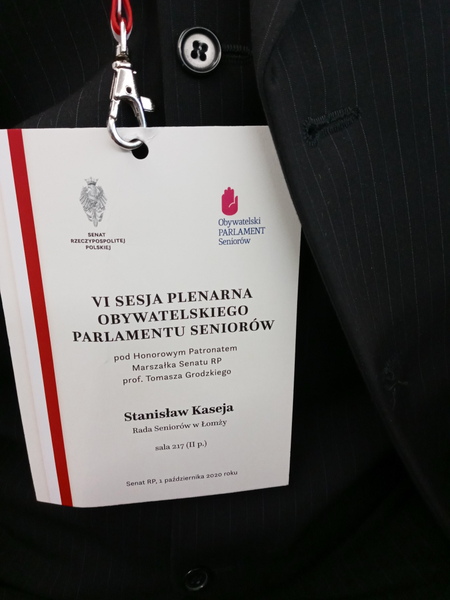 SENAT
RZECZYPOSPOLITEJ
POLSKIEJ
Obywatelski
PARLAMENT
Seniorów
VI SESJA PLENARNA
OBYWATELSKIEGO
PARLAMENTU SENIORÓW
pod Honorowym Patronatem
Marszałka Senatu RP
prof. Tomasza Grodzkiego
Stanisław Kaseja
Rada Seniorów w Łomży
sala 217 (II p.)
Senat RP, 1 października 2020 roku